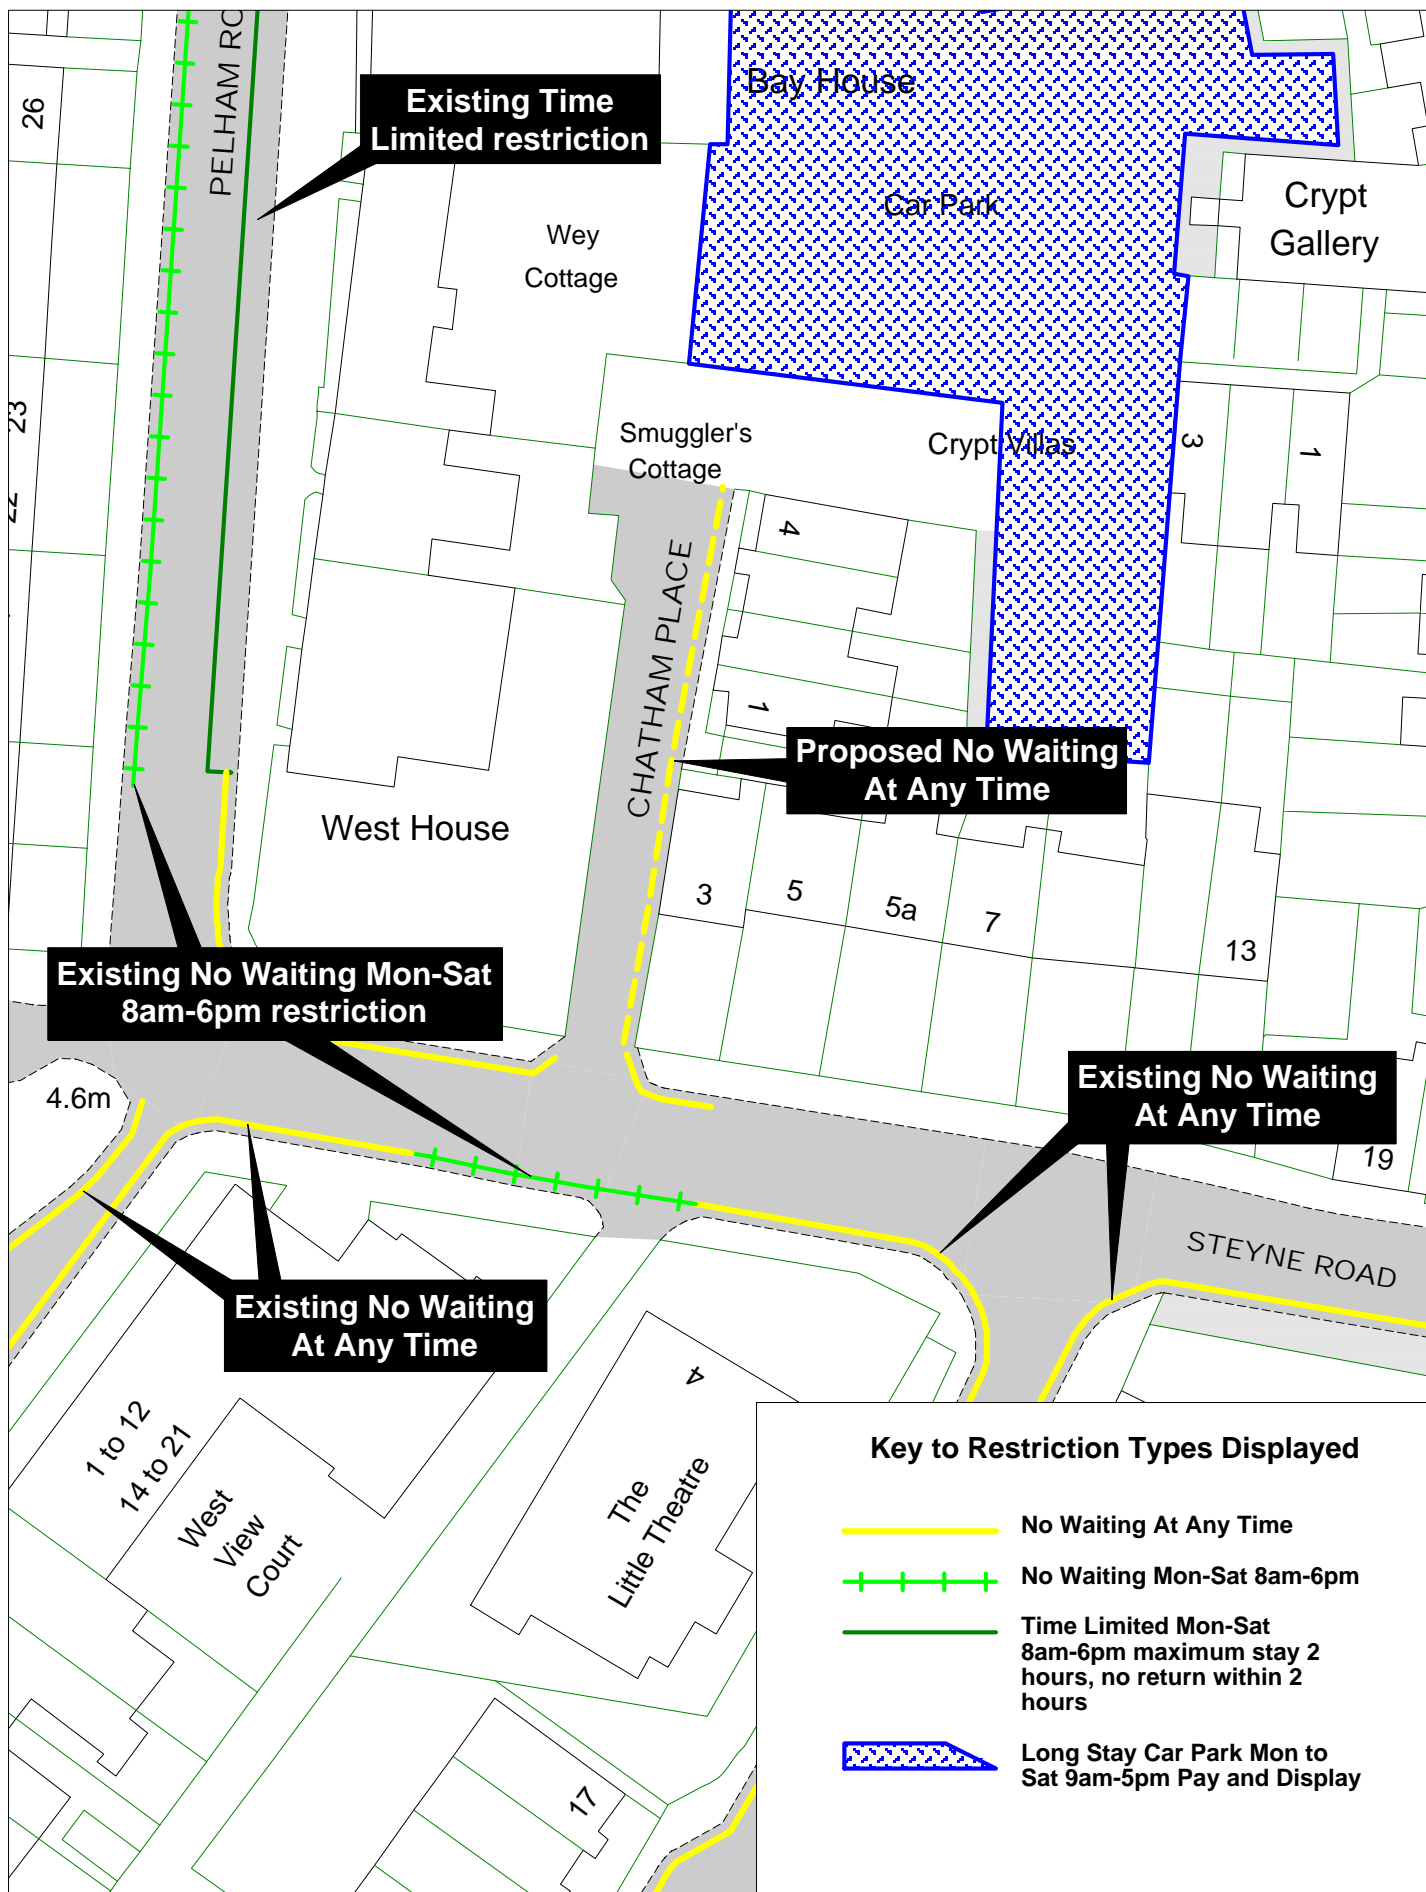 PELHAM RO
26
Existing Time
Limited restriction
Bay House
Car Park
Crypt
Gallery
Wey
Cottage
23
22
Smuggler's
Cottage
Crypt Villas
3
1
4
CHATHAM PLACE
1
Proposed No Waiting
At Any Time
West House
3
5
5a
7
13
Existing No Waiting Mon-Sat
8am-6pm restriction
4.6m
Existing No Waiting
At Any Time
19
STEYNE ROAD
Existing No Waiting
At Any Time
4
1 to 12
14 to 21
West
View
Court
The
Little Theatre
17
Key to Restriction Types Displayed
No Waiting At Any Time
No Waiting Mon-Sat 8am-6pm
Time Limited Mon-Sat
8am-6pm maximum stay 2
hours, no return within 2
hours
Long Stay Car Park Mon to
Sat 9am-5pm Pay and Display